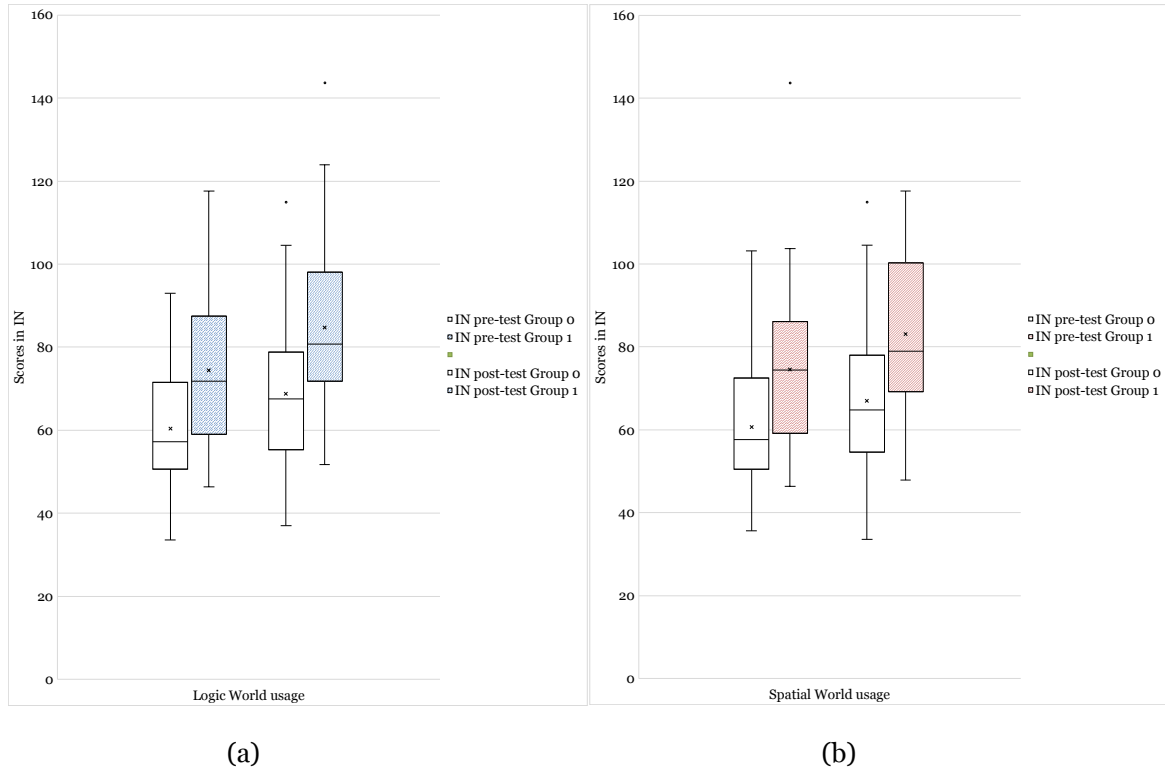 160
140
120
100
80
60
40
20
0
Scores in IN
Logic World usage
IN pre-test Group 0
IN pre-test Group 1
IN post-test Group 0
IN post-test Group 1
(a)
160
140
120
100
80
60
40
20
0
Scores in IN
Spatial World usage
IN pre-test Group 0
IN pre-test Group 1
IN post-test Group 0
IN post-test Group 1
(b)